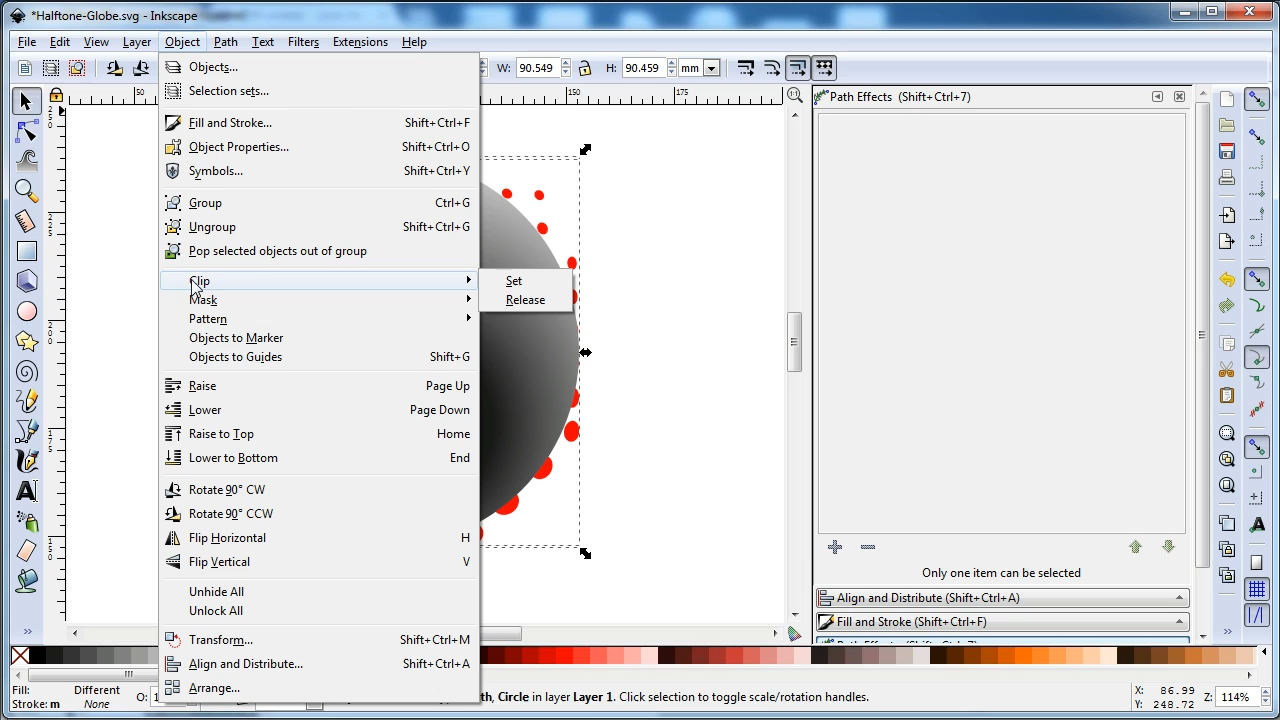 *Halftone-Globe.svg - Inkscape
File Edit View Layer Object Path Text Filters Extensions Help
W: 90.549 H: 90.459 mm
Objects...
Selection sets...
Fill and Stroke... Shift+Ctrl+F
Object Properties... Shift+Ctrl+O
Symbols... Shift+Ctrl+Y
Group Ctrl+G
Ungroup Shift+Ctrl+G
Pop selected objects out of group
Clip
Mask
Pattern
Objects to Marker
Objects to Guides Shift+G
Raise Page Up
Lower Page Down
Raise to Top Home
Lower to Bottom End
Rotate 90° CW
Rotate 90° CCW
Flip Horizontal H
Flip Vertical V
Unhide All
Unlock All
Transform... Shift+Ctrl+M
Align and Distribute... Shift+Ctrl+A
Arrange...
Set
Release
50 150 175
250
225
200
175
150
Path Effects (Shift+Ctrl+7)
Only one item can be selected
Align and Distribute (Shift+Ctrl+A)
Fill and Stroke (Shift+Ctrl+F)
Fill: Different O: 1
Stroke: m None
th, Circle in layer Layer 1. Click selection to toggle scale/rotation handles.
X: 86.99
Y: 248.72
Z: 114%